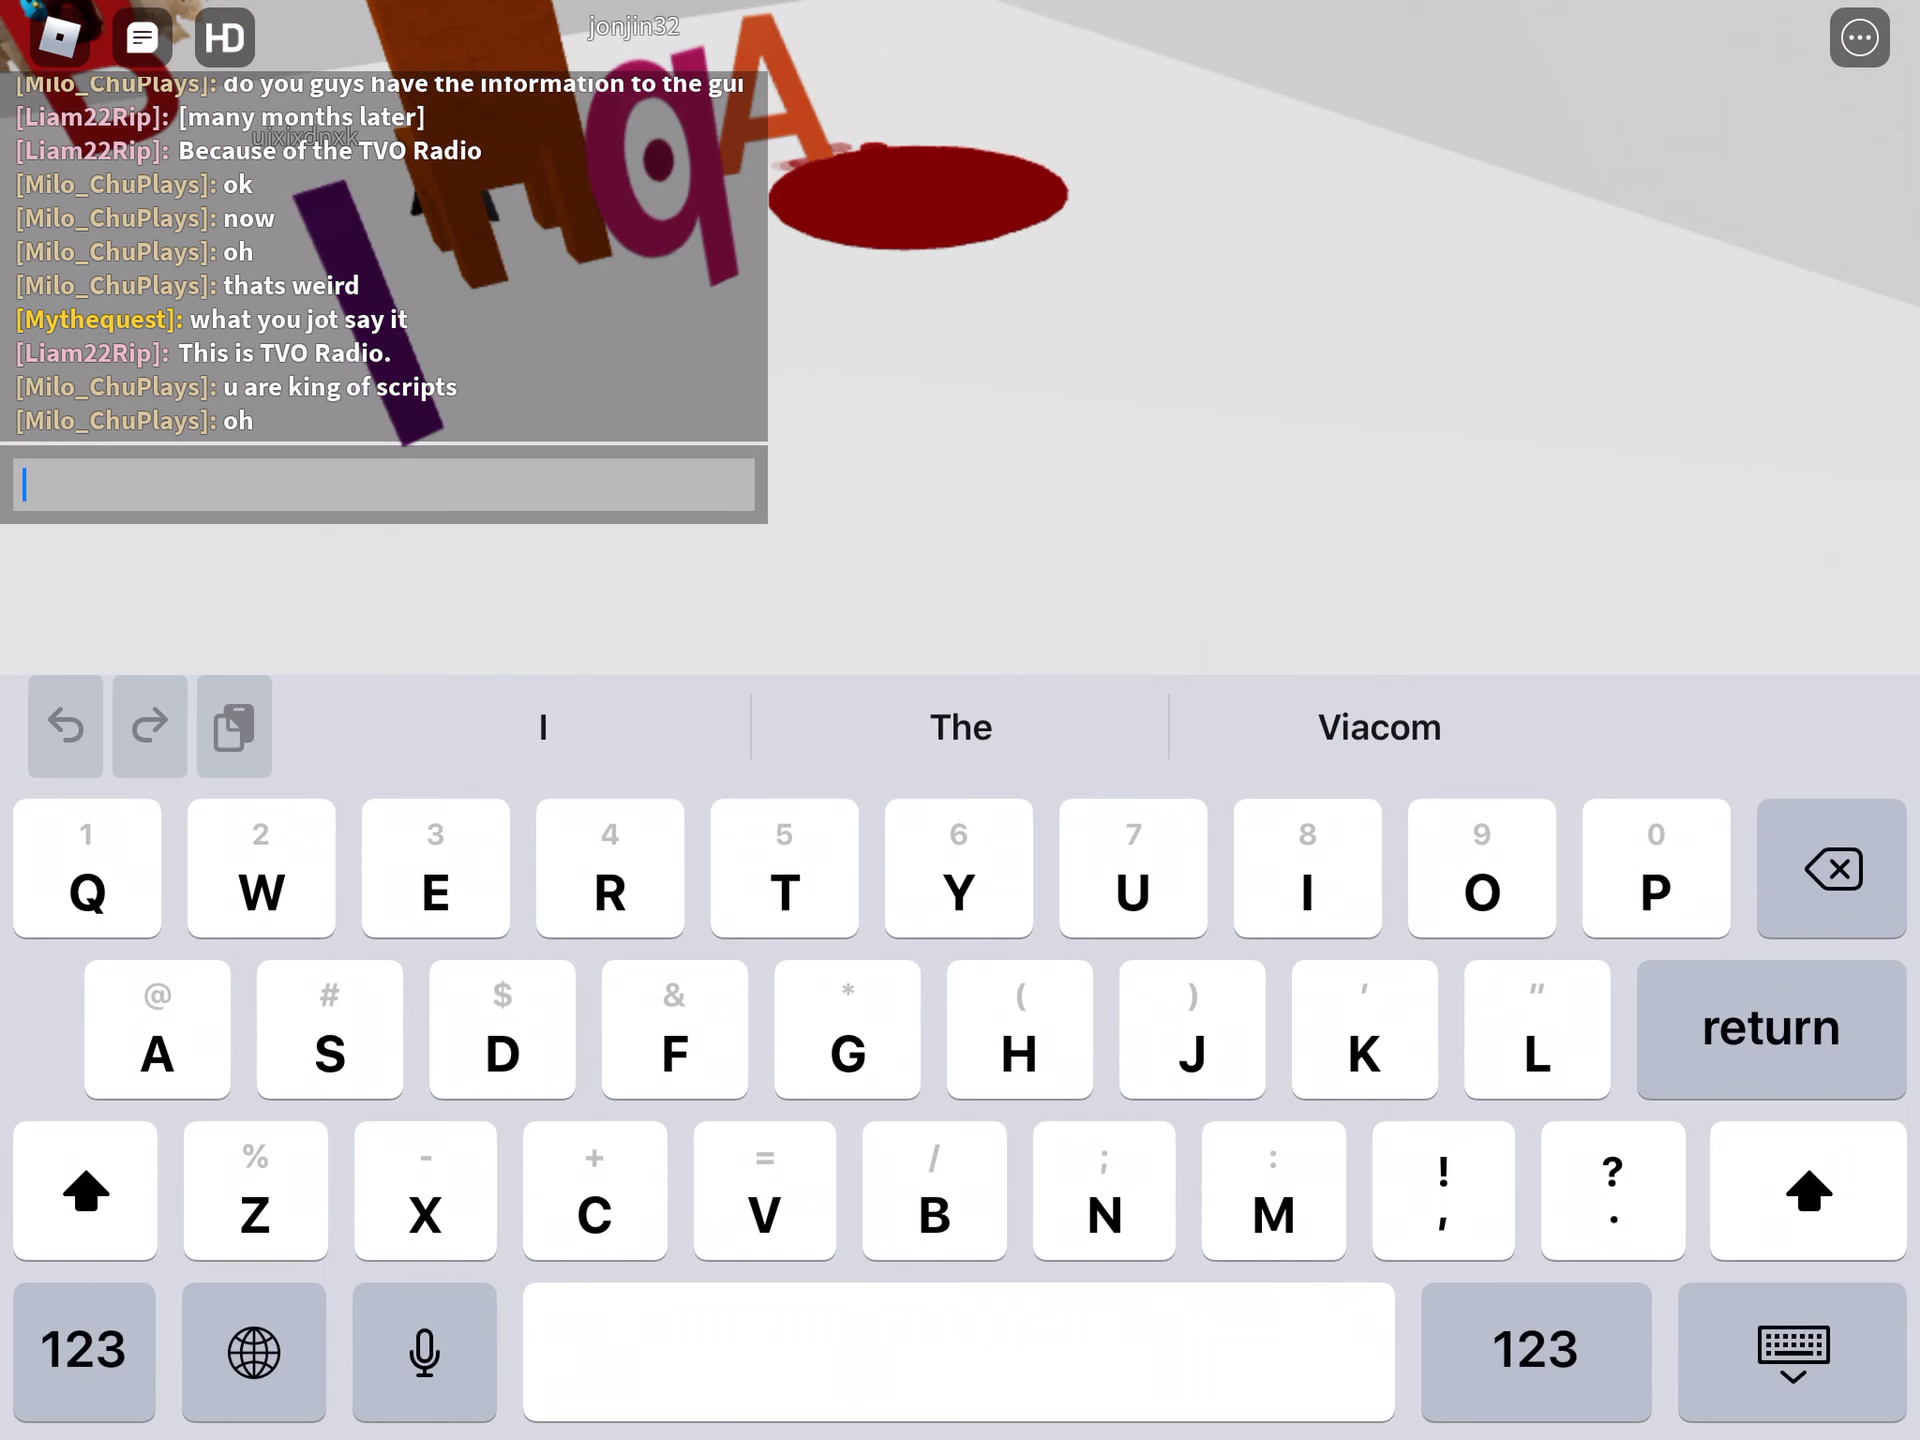 HD
jonjin32
[Milo_ChuPlays]: do you guys have the information to the gui
[Liam22Rip]: [many months later]
ujxixdnxk
[Liam22Rip]: Because of the TVO Radio
[Milo_ChuPlays]: ok
[Milo_ChuPlays]: now
[Milo_ChuPlays]: oh
[Milo_ChuPlays]: thats weird
[Mythequest]: what you jot say it
[Liam22Rip]: This is TVO Radio.
[Milo_ChuPlays]: u are king of scripts
[Milo_ChuPlays]: oh
q A
I The Viacom
1 2 3 4 5 6 7 8 9 0
Q W E R T Y U I O P
@ # $ & * ( ) ' "
A S D F G H J K L return
% - + = / ; : ! ?
Z X C V B N M , .
123 123